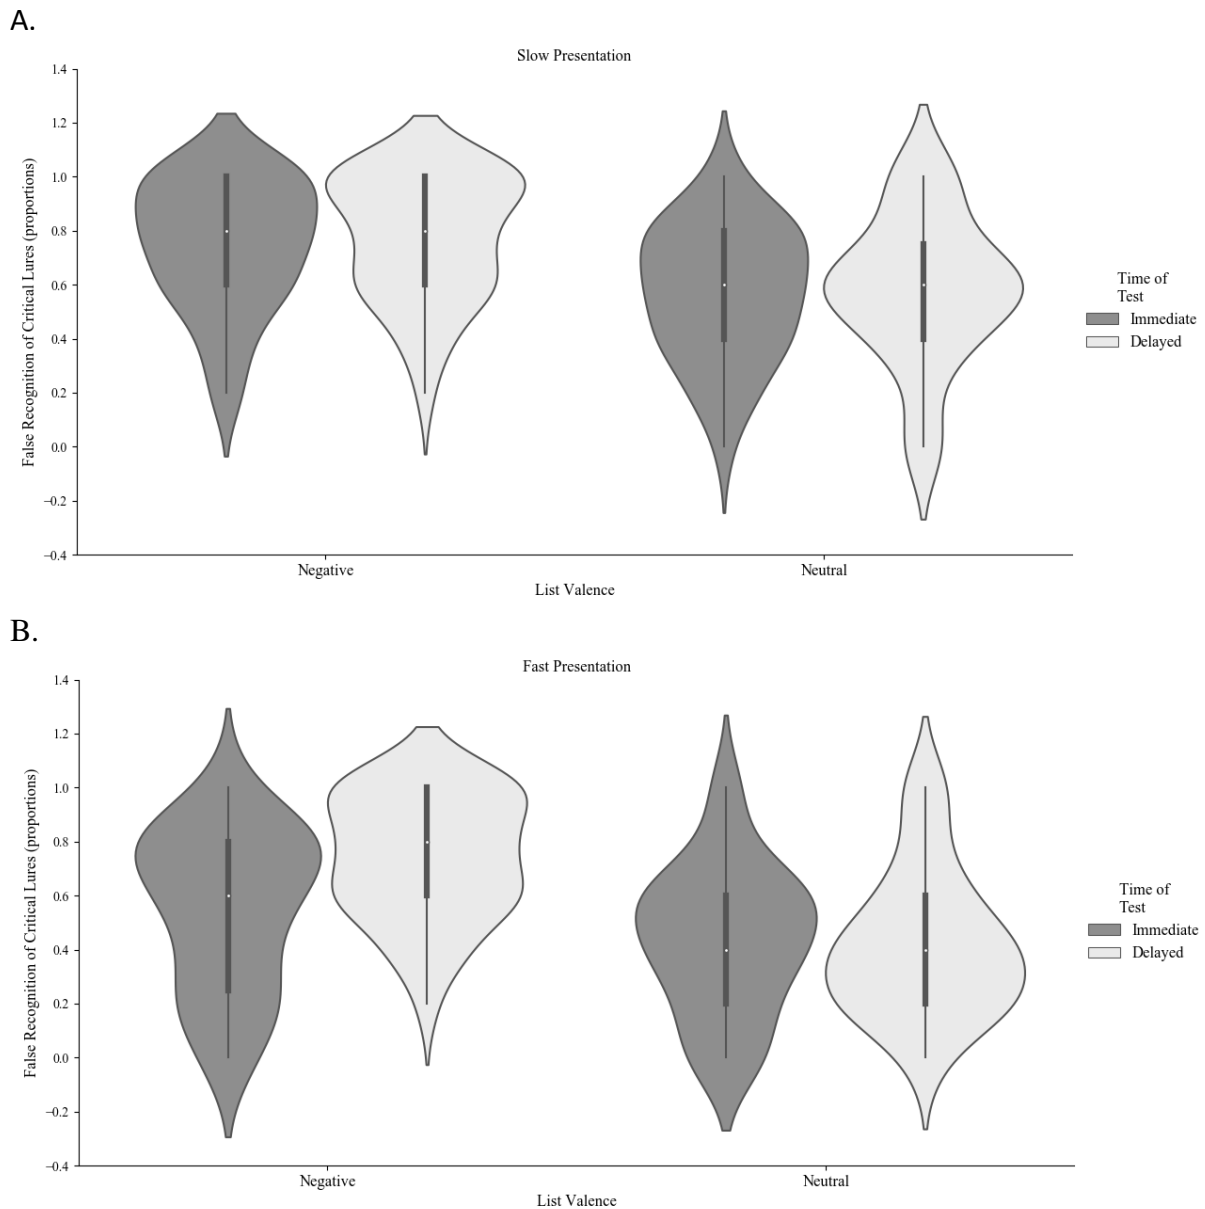 A.
Slow Presentation
False Recognition of Critical Lures (proportions)
1.4
1.2
1.0
0.8
0.6
0.4
0.2
0.0
−0.2
−0.4
Negative
Neutral
List Valence
Time of
Test
Immediate
Delayed
B.
Fast Presentation
False Recognition of Critical Lures (proportions)
1.4
1.2
1.0
0.8
0.6
0.4
0.2
0.0
−0.2
−0.4
Negative
Neutral
List Valence
Time of
Test
Immediate
Delayed